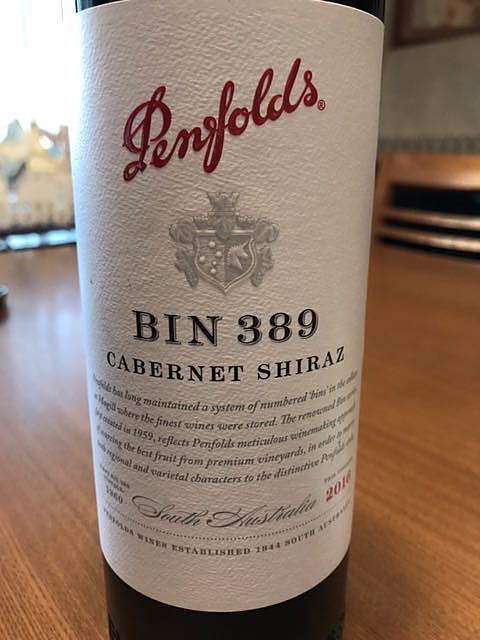 Penfolds®
BIN 389
CABERNET SHIRAZ
Penfolds has long maintained a system of numbered 'bins' in the cellars
at Magill where the finest wines were stored. The renowned Bin series,
first created in 1959, reflects Penfolds meticulous winemaking approach
of sourcing the best fruit from premium vineyards, in order to
regional and varietal characters to the distinctive Penfolds
1960
2016
South Australia
PENFOLDS WINES ESTABLISHED 1844 SOUTH AUSTRALIA